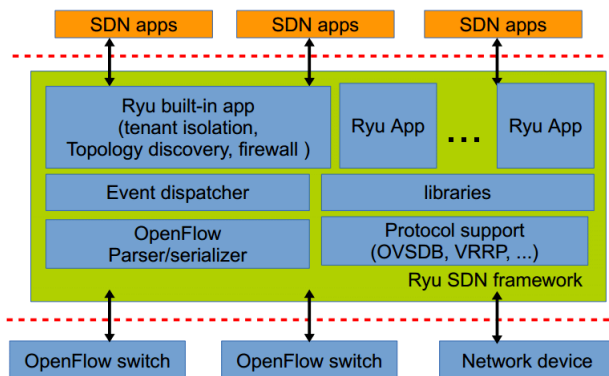 SDN apps
SDN apps
SDN apps
Ryu built-in app
(tenant isolation,
Topology discovery, firewall )
Ryu App
...
Ryu App
Event dispatcher
libraries
OpenFlow
Parser/serializer
Protocol support
(OVSDB, VRRP, ...)
Ryu SDN framework
OpenFlow switch
OpenFlow switch
Network device